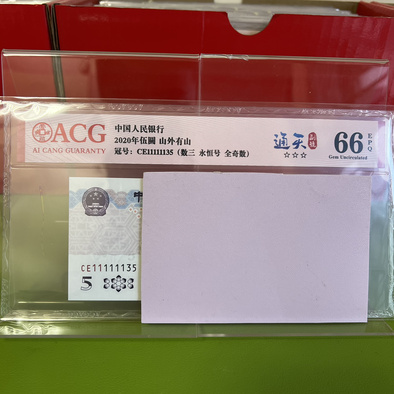 ACG
AI CANG GUARANTY
中国人民银行
2020年伍圆 山外有山
冠号: CE11111135 (数三 永恒号 全奇数)
通天
☆☆☆
66
EPQ
Gem Uncirculated
中
CE11111135
5